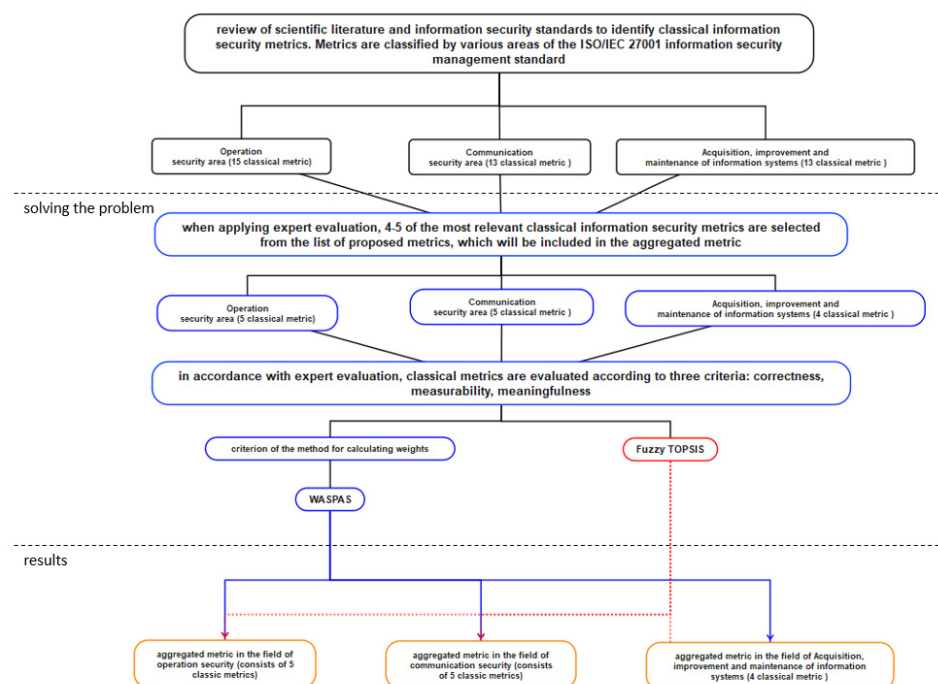 review of scientific literature and information security standards to identify classical information
security metrics. Metrics are classified by various areas of the ISO/IEC 27001 information security
management standard
Operation
security area (15 classical metric)
Communication
security area (13 classical metric )
Acquisition, improvement and
maintenance of information systems (13 classical metric )
solving the problem
when applying expert evaluation, 4-5 of the most relevant classical information security metrics are selected
from the list of proposed metrics, which will be included in the aggregated metric
Operation
security area (5 classical metric)
Communication
security area (5 classical metric )
Acquisition, improvement and
maintenance of information systems (4 classical metric )
in accordance with expert evaluation, classical metrics are evaluated according to three criteria: correctness,
measurability, meaningfulness
criterion of the method for calculating weights
Fuzzy TOPSIS
WASPAS
results
aggregated metric in the field of
operation security (consists of 5
classic metrics)
aggregated metric in the field of
communication security (consists
of 5 classic metrics)
aggregated metric in the field of Acquisition,
improvement and maintenance of information
systems (4 classical metric )